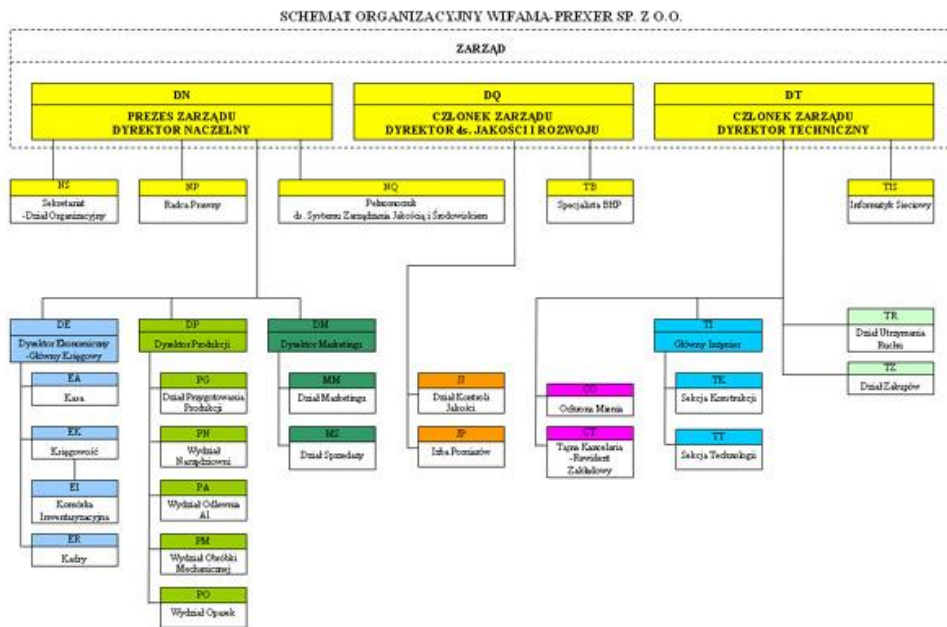 SCHEMAT ORGANIZACYJNY WIFAMA-PREXER SP. Z O.O.
ZARZĄD
DN
PREZES ZARZĄDU
DYREKTOR NACZELNY
DQ
CZŁONEK ZARZĄDU
DYREKTOR ds. JAKOŚCI I ROZWOJU
DT
CZŁONEK ZARZĄDU
DYREKTOR TECHNICZNY
NS
Sekretariat
-Dział Organizacyjny
NP
Radca Prawny
NQ
Pełnomocnik
ds. Systemu Zarządzania Jakością i Środowiskiem
TB
Specjalista BHP
TIS
Informatyk Sieciowy
DE
Dyrektor Ekonomiczny
-Główny Księgowy
DP
Dyrektor Produkcji
DM
Dyrektor Marketingu
TI
Główny Inżynier
TR
Dział Utrzymania
Ruchu
TZ
Dział Zakupów
EA
Kasa
EK
Księgowość
EI
Komórka
Inwentaryzacyjna
ER
Kadry
PG
Dział Przygotowania
Produkcji
PN
Wydział
Narzędziowni
PA
Wydział Odlewnia
Al
PM
Wydział Obróbki
Mechanicznej
PO
Wydział Oprawek
MM
Dział Marketingu
MS
Dział Sprzedaży
JJ
Dział Kontroli
Jakości
JP
Izba Pomiarów
CO
Ochrona Mienia
CT
Tajna Kancelaria
-Rewident
Zakładowy
TK
Sekcja Konstrukcji
TT
Sekcja Technologii